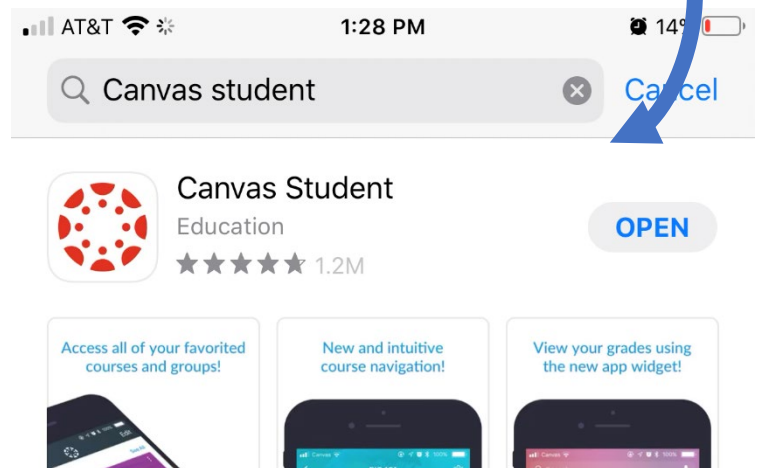 AT&T 1:28 PM 14%
Canvas student Cancel
Canvas Student
Education
OPEN
1.2M
Access all of your favorited
courses and groups!
New and intuitive
course navigation!
View your grades using
the new app widget!
Edit